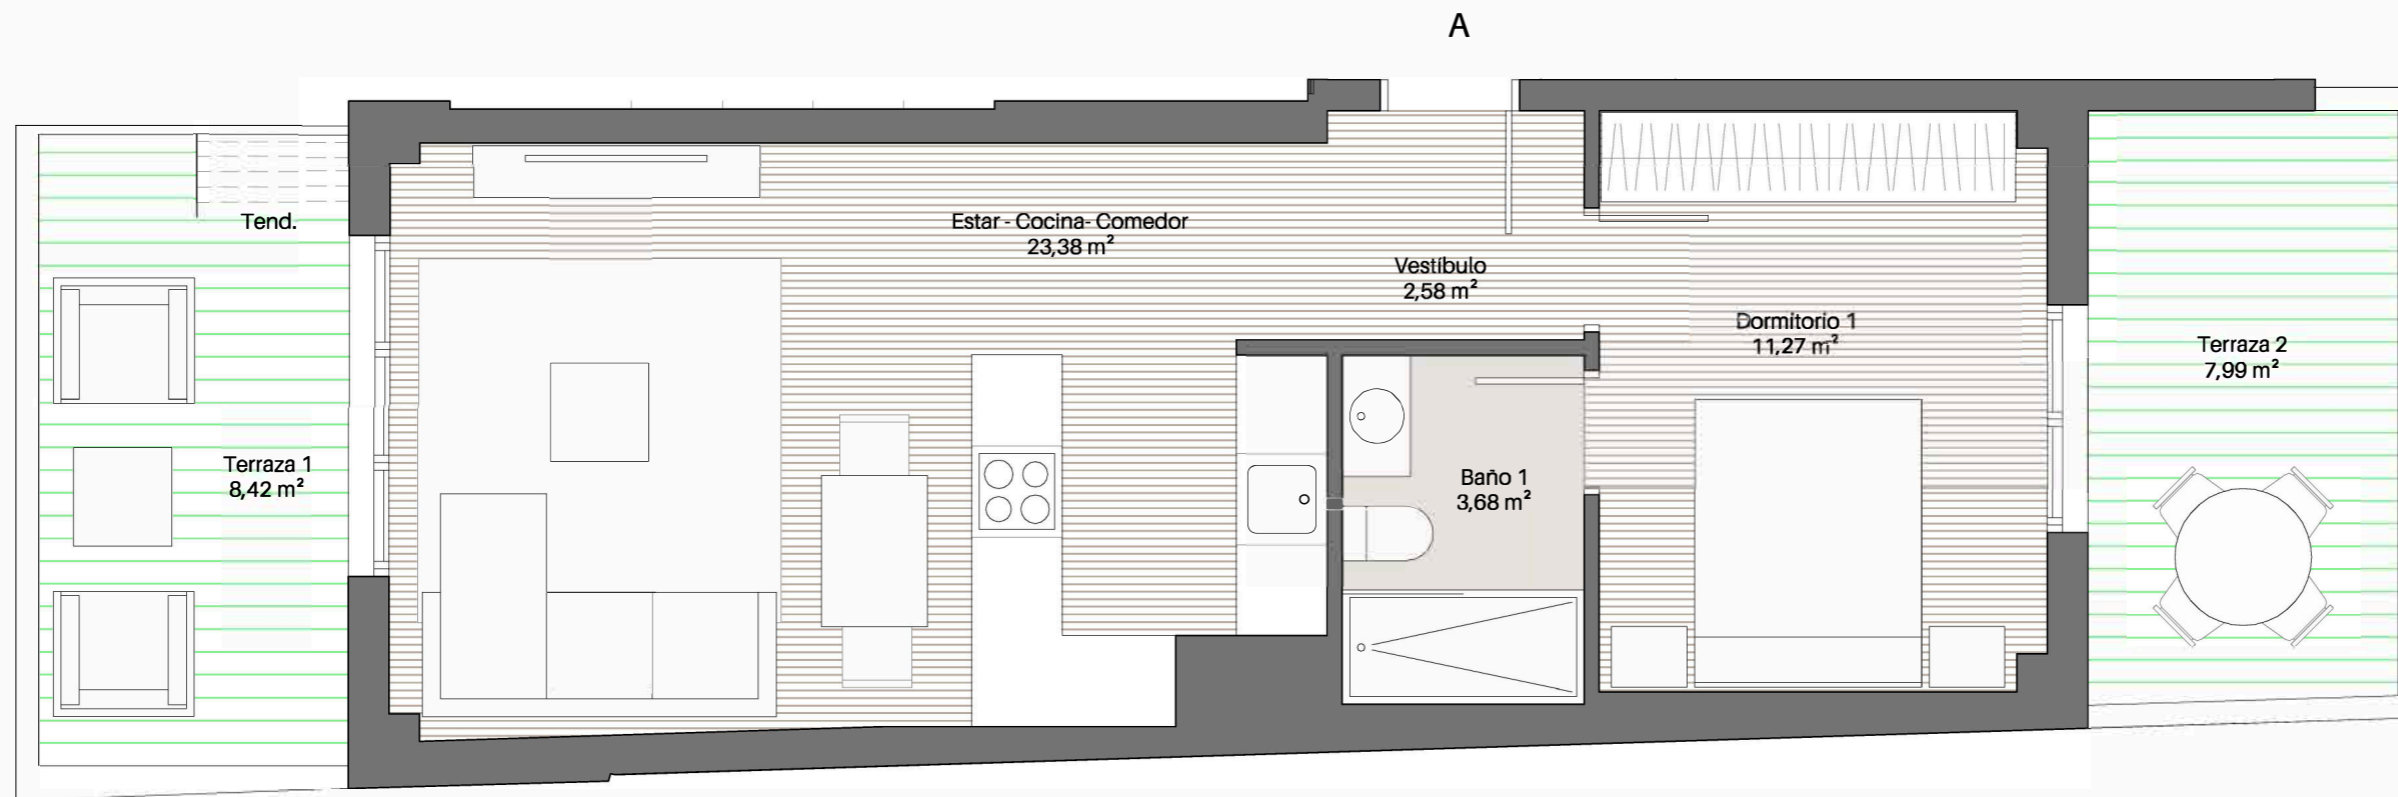 A
Tend.
Estar - Cocina- Comedor
23,38 m²
Vestíbulo
2,58 m²
Dormitorio 1
11,27 m²
Terraza 2
7,99 m²
Terraza 1
8,42 m²
Baño 1
3,68 m²